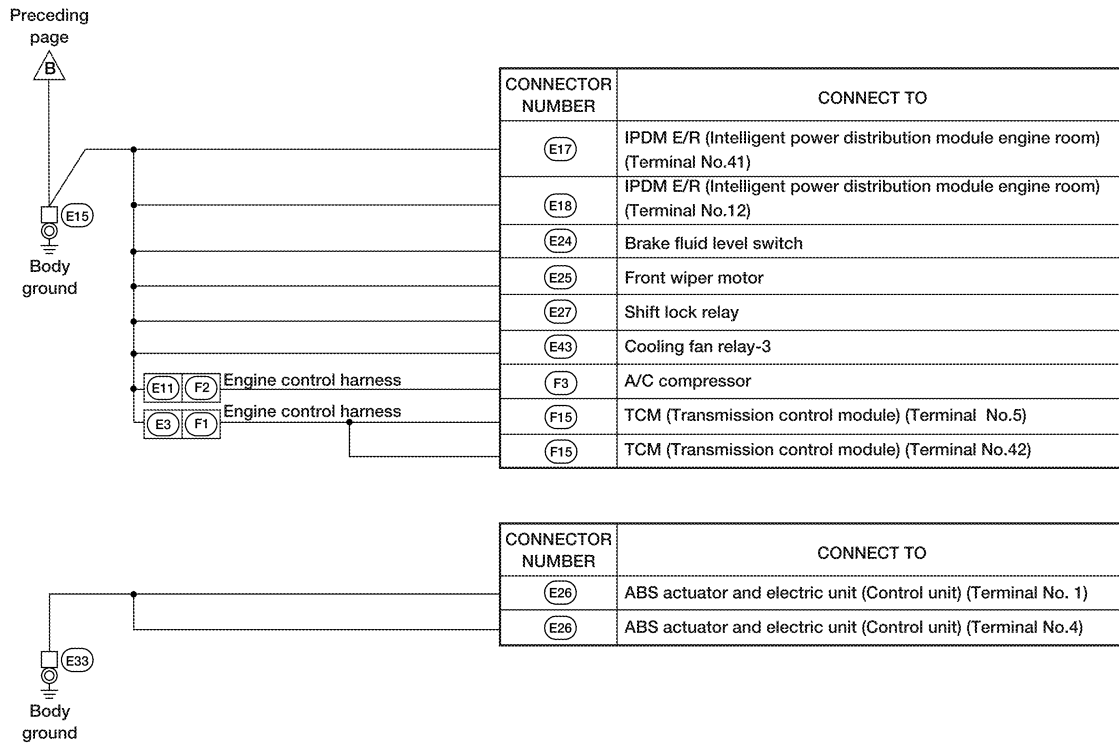 Preceding
page
B
E15
Body
ground
CONNECTOR
NUMBER
CONNECT TO
E17
IPDM E/R (Intelligent power distribution module engine room)
(Terminal No.41)
E18
IPDM E/R (Intelligent power distribution module engine room)
(Terminal No.12)
E24
Brake fluid level switch
E25
Front wiper motor
E27
Shift lock relay
E43
Cooling fan relay-3
E11 F2 Engine control harness
F3
A/C compressor
E3 F1 Engine control harness
F15
TCM (Transmission control module) (Terminal No.5)
F15
TCM (Transmission control module) (Terminal No.42)
CONNECTOR
NUMBER
CONNECT TO
E26
ABS actuator and electric unit (Control unit) (Terminal No. 1)
E26
ABS actuator and electric unit (Control unit) (Terminal No.4)
E33
Body
ground